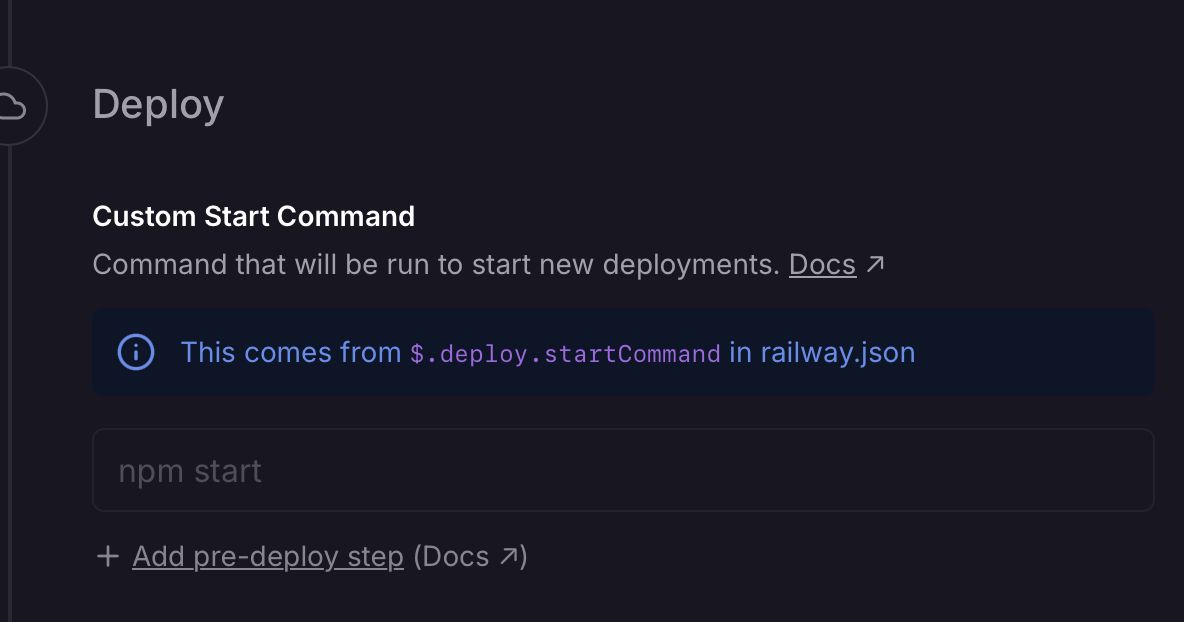 Deploy
Custom Start Command
Command that will be run to start new deployments. Docs ↗
This comes from $.deploy.startCommand in railway.json
npm start
+ Add pre-deploy step (Docs ↗)